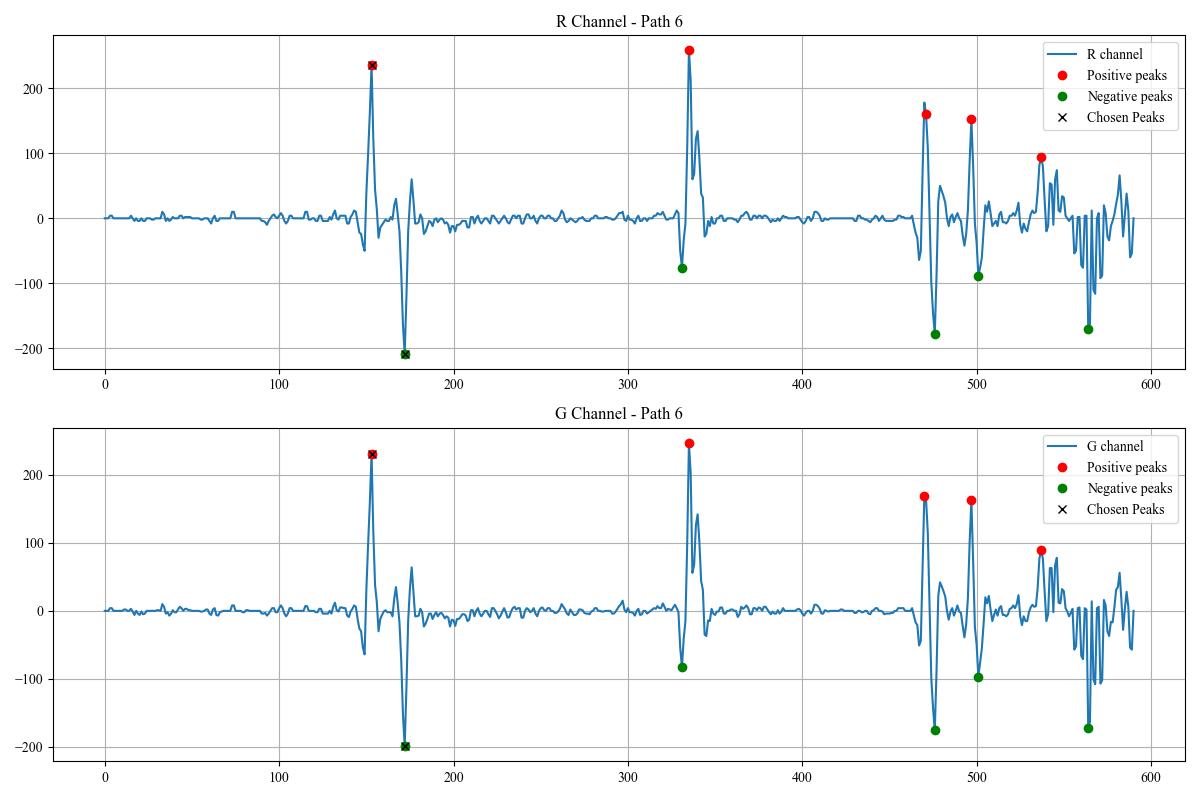 R Channel - Path 6
200
100
0
−100
−200
0 100 200 300 400 500 600
R channel
Positive peaks
Negative peaks
Chosen Peaks
G Channel - Path 6
200
100
0
−100
−200
0 100 200 300 400 500 600
G channel
Positive peaks
Negative peaks
Chosen Peaks